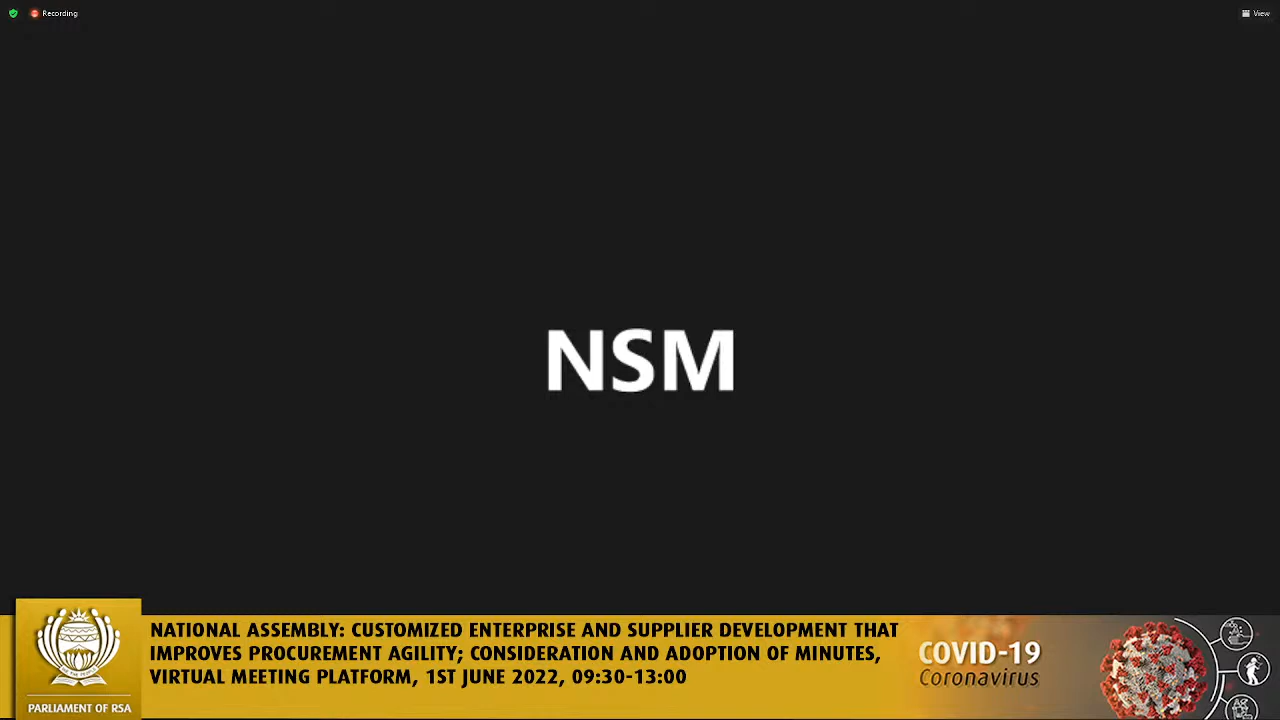 Recording
View
NSM
NATIONAL ASSEMBLY: CUSTOMIZED ENTERPRISE AND SUPPLIER DEVELOPMENT THAT
IMPROVES PROCUREMENT AGILITY; CONSIDERATION AND ADOPTION OF MINUTES,
VIRTUAL MEETING PLATFORM, 1ST JUNE 2022, 09:30-13:00
COVID-19
Coronavirus
PARLIAMENT OF RSA